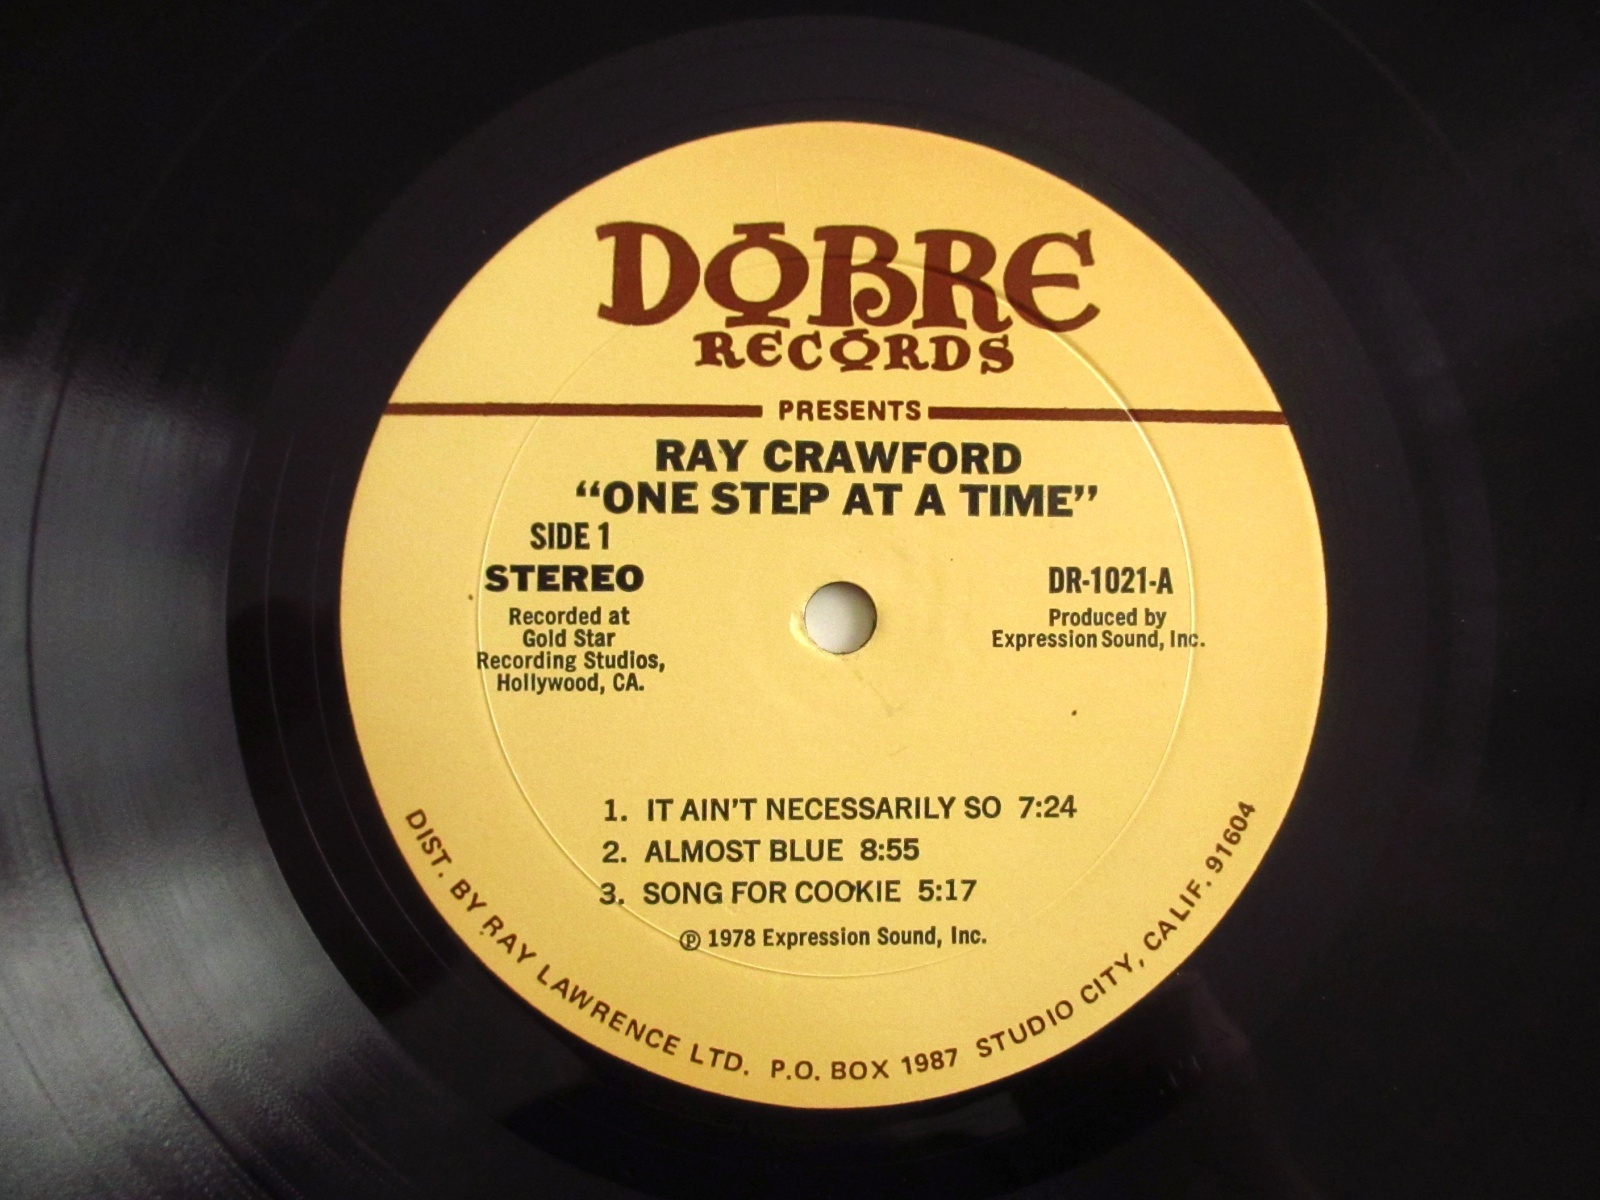 DOBRE
RECORDS
PRESENTS
RAY CRAWFORD
“ONE STEP AT A TIME”
SIDE 1
STEREO
Recorded at
Gold Star
Recording Studios,
Hollywood, CA.
DR-1021-A
Produced by
Expression Sound, Inc.
1. IT AIN'T NECESSARILY SO 7:24
2. ALMOST BLUE 8:55
3. SONG FOR COOKIE 5:17
℗ 1978 Expression Sound, Inc.
DIST. BY RAY LAWRENCE LTD. P.O. BOX 1987 STUDIO CITY, CALIF. 91604